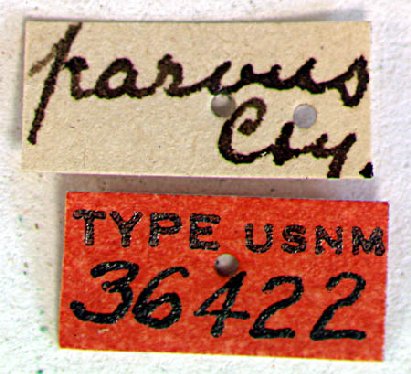 parvus
Csy.
TYPE USNM
36422